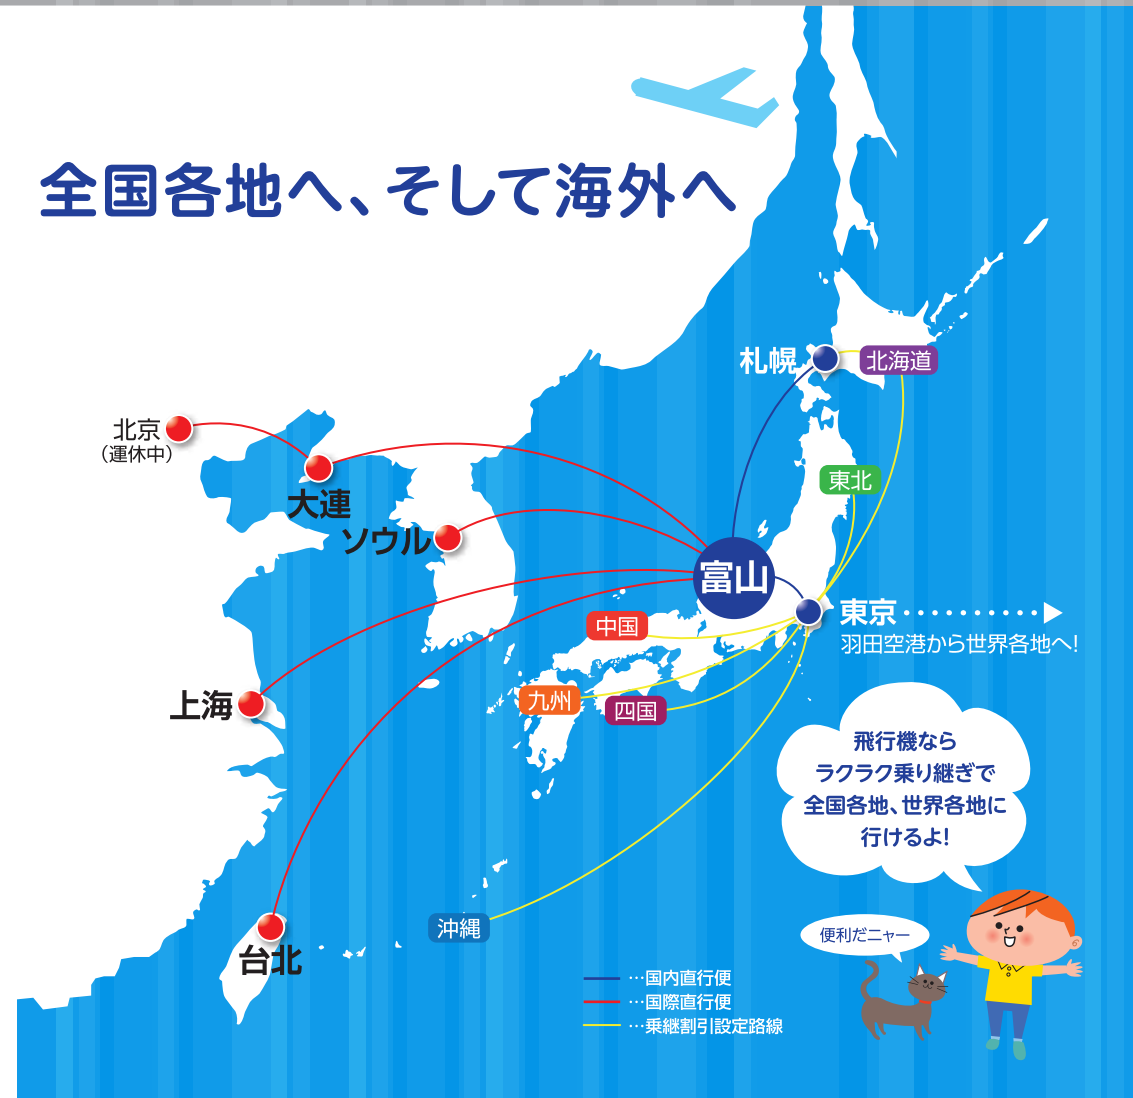 全国各地へ、そして海外へ
札幌
北海道
北京
(運休中)
大連
ソウル
東北
富山
東京
羽田空港から世界各地へ!
中国
九州
四国
上海
飛行機なら
ラクラク乗り継ぎで
全国各地、世界各地に
行けるよ!
沖縄
便利だニャー
台北
…国内直行便
…国際直行便
…乗継割引設定路線